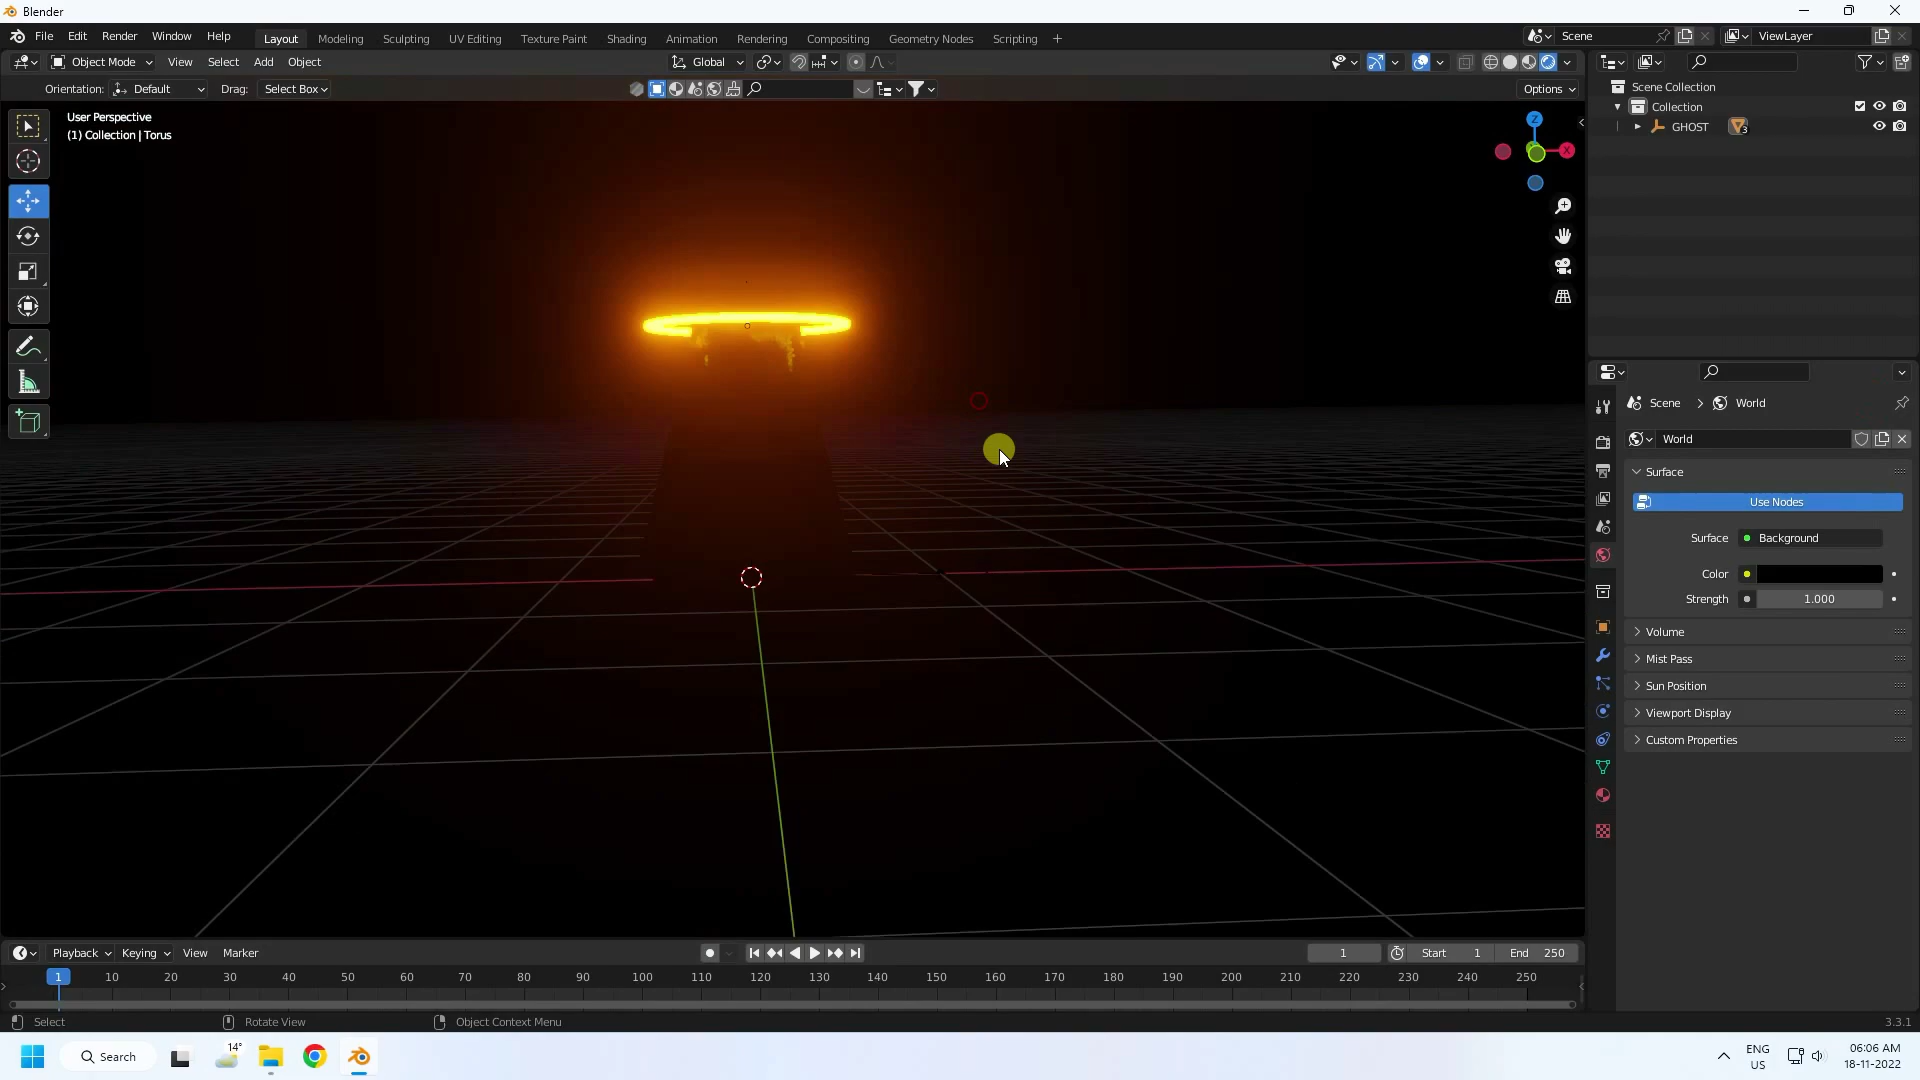 Blender
File Edit Render Window Help Layout Modeling Sculpting UV Editing Texture Paint Shading Animation Rendering Compositing Geometry Nodes Scripting + Scene ViewLayer
Object Mode View Select Add Object Global
Orientation: Default Drag: Select Box Options
User Perspective
(1) Collection | Torus
Z
X
Scene Collection
Collection
GHOST 3
Scene > World
World
Surface
Use Nodes
Surface Background
Color
Strength 1.000
Volume
Mist Pass
Sun Position
Viewport Display
Custom Properties
Playback Keying View Marker 1 Start 1 End 250
1 10 20 30 40 50 60 70 80 90 100 110 120 130 140 150 160 170 180 190 200 210 220 230 240 250
Select Rotate View Object Context Menu 3.3.1
Search 14° ENG US 06:06 AM
18-11-2022